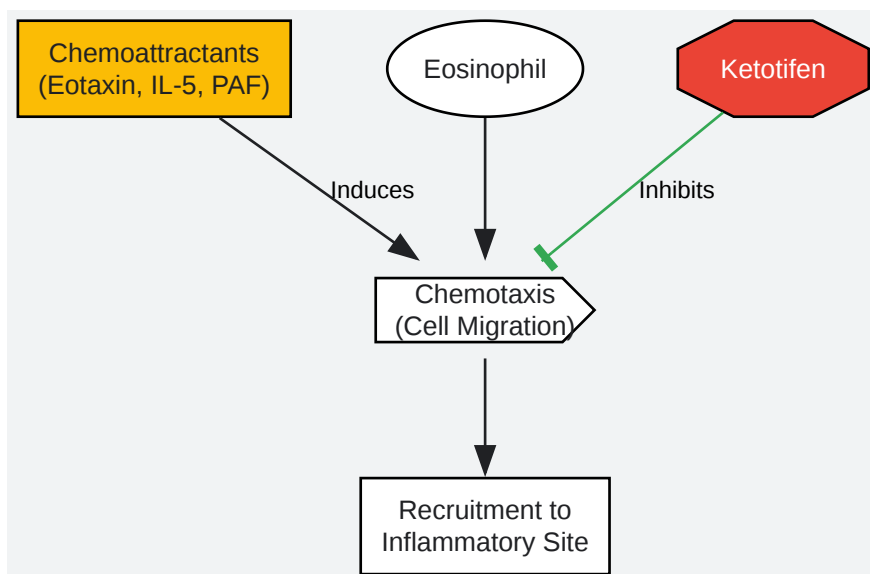 Chemoattractants
(Eotaxin, IL-5, PAF)
Eosinophil
Ketotifen
Induces
Inhibits
Chemotaxis
(Cell Migration)
Recruitment to
Inflammatory Site